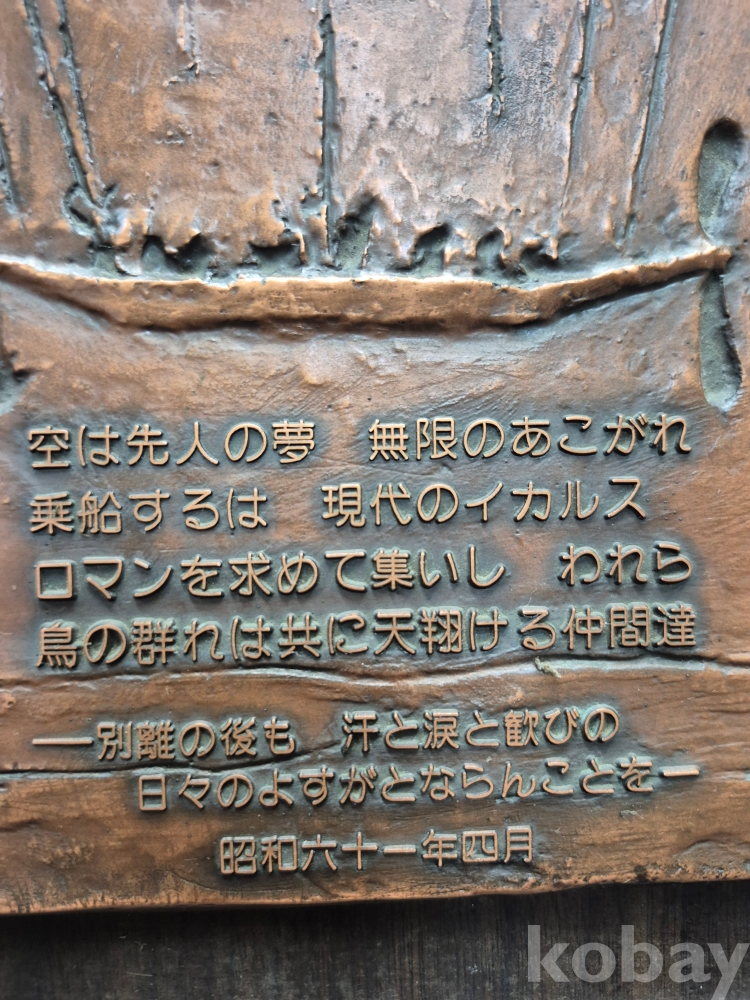 空は先人の夢　無限のあこがれ
乗船するは　現代のイカルス
ロマンを求めて集いし　われら
鳥の群れは共に天翔ける仲間達
―別離の後も　汗と涙と歓びの
日々のよすがとならんことを―
昭和六十一年四月
kobay